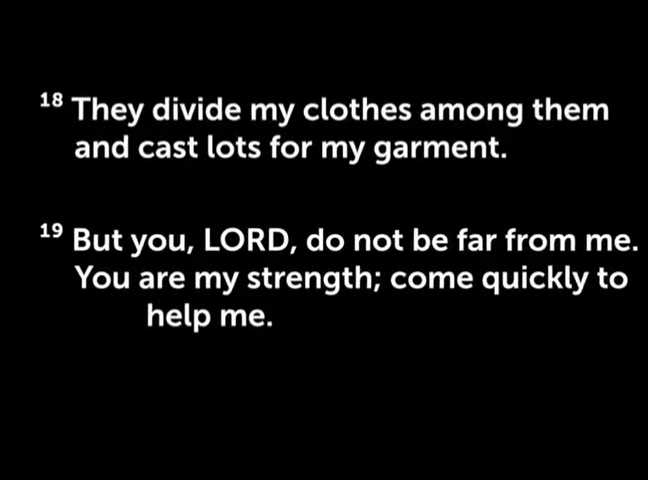 18 They divide my clothes among them
and cast lots for my garment.
19 But you, LORD, do not be far from me.
You are my strength; come quickly to
help me.